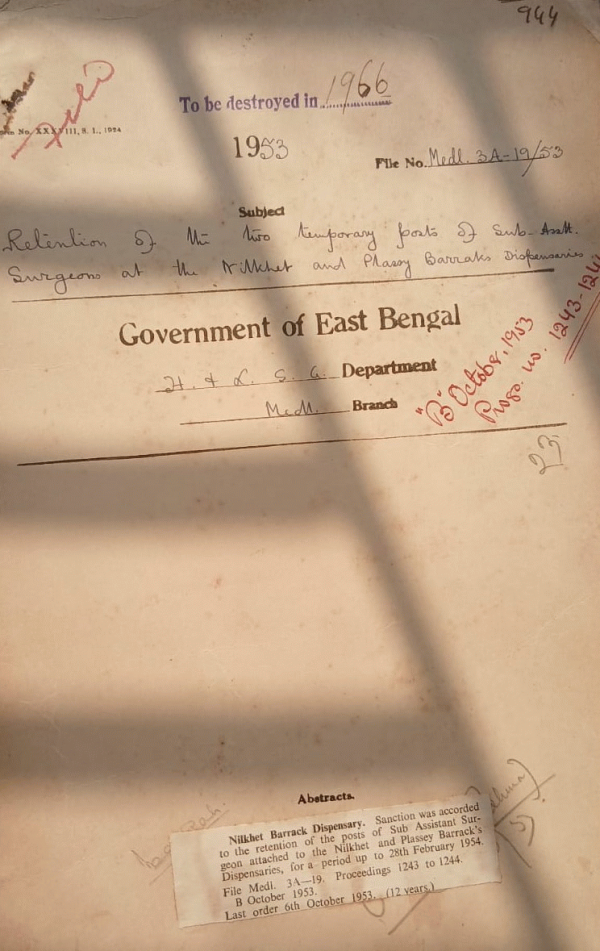 944
To be destroyed in 1966
No. XXXVIII, R. I., 1924
1953
File No. Medl. 3A-19/53
Subject
Retention of the two temporary posts of Sub-Asstt.
Surgeons at the Nilkhet and Plassy Barraks Dispensaries.
Government of East Bengal
H. & L. S. G. Department
Medl. Branch
"B" October, 1953
Progs. no. 1243-124
23
Abstracts.
Nilkhet Barrack Dispensary. Sanction was accorded
to the retention of the posts of Sub Assistant Sur-
geon attached to the Nilkhet and Plassey Barrack's
Dispensaries, for a period up to 28th February 1954.
File Medl. 3A—19. Proceedings 1243 to 1244.
B October 1953.
Last order 6th October 1953. (12 years.)